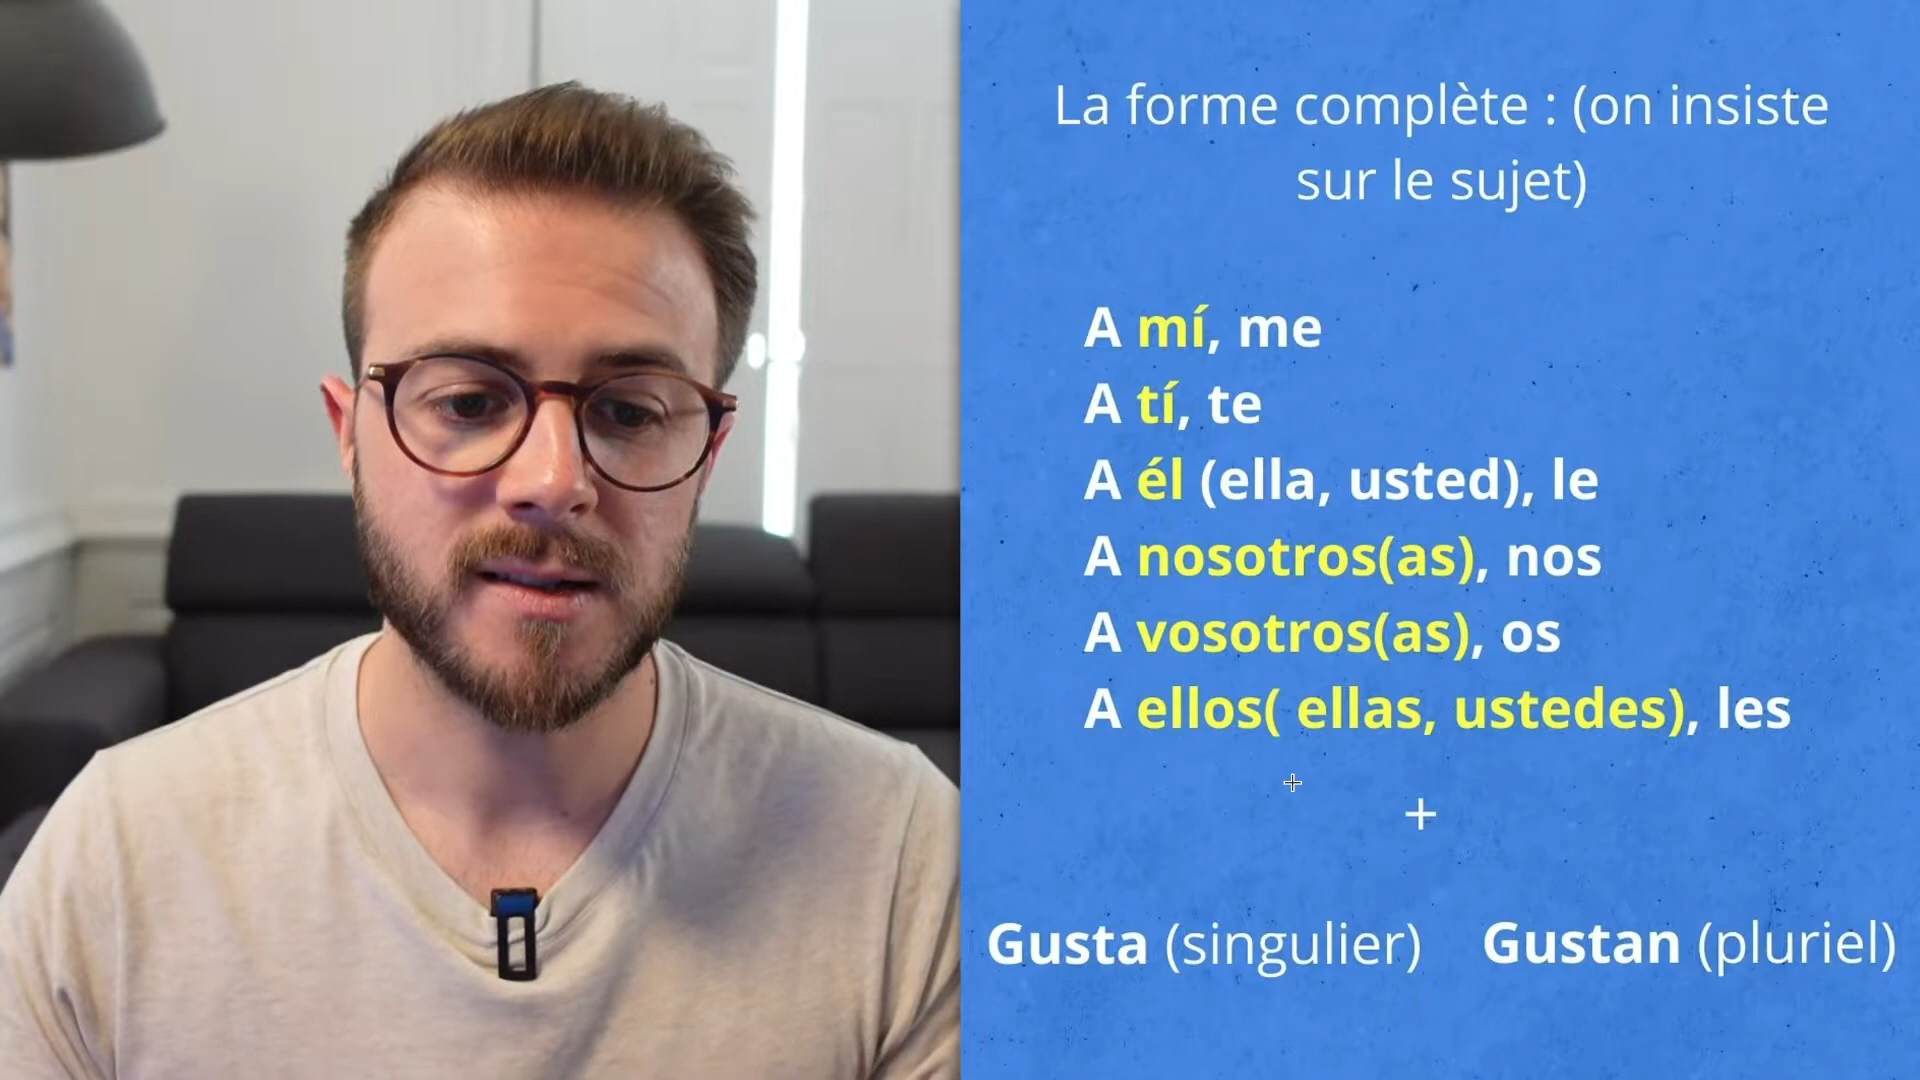 La forme complète : (on insiste
sur le sujet)
A mí, me
A tí, te
A él (ella, usted), le
A nosotros(as), nos
A vosotros(as), os
A ellos( ellas, ustedes), les
+
Gusta (singulier) Gustan (pluriel)